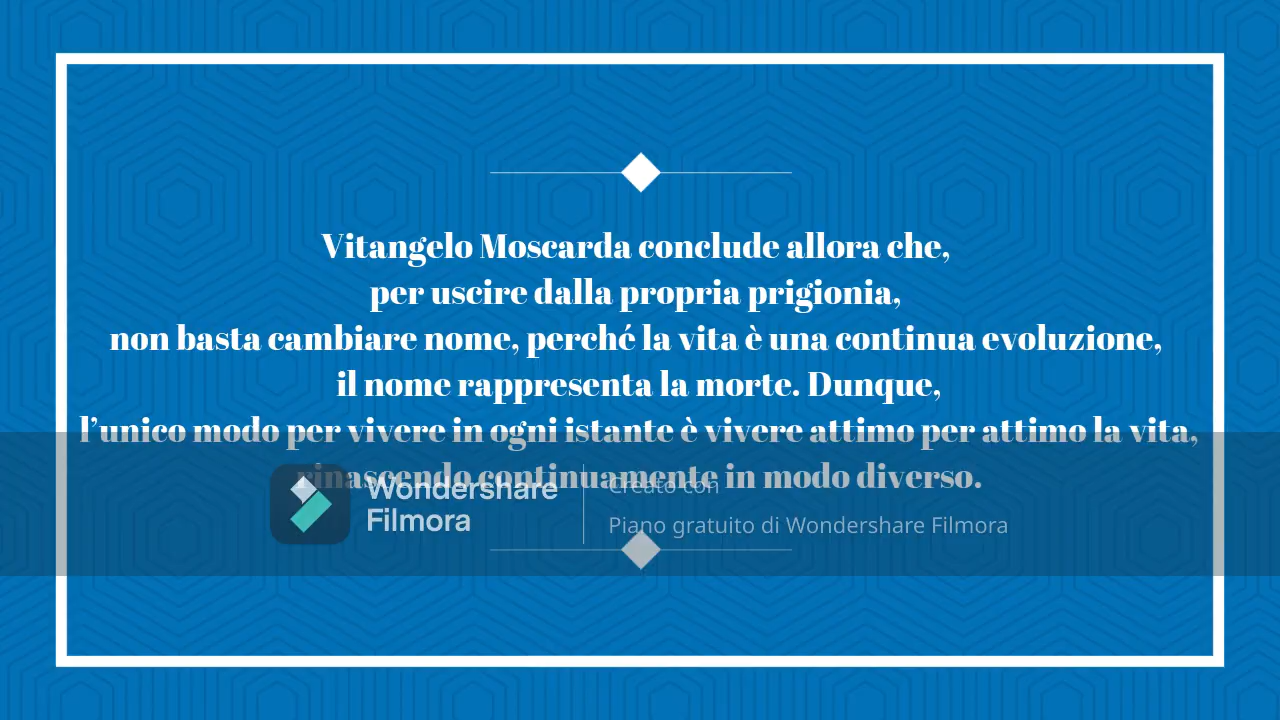 Vitangelo Moscarda conclude allora che,
per uscire dalla propria prigionia,
non basta cambiare nome, perché la vita è una continua evoluzione,
il nome rappresenta la morte. Dunque,
l’unico modo per vivere in ogni istante è vivere attimo per attimo la vita,
rinascendo continuamente in modo diverso.
Wondershare
Filmora
Creato con
Piano gratuito di Wondershare Filmora